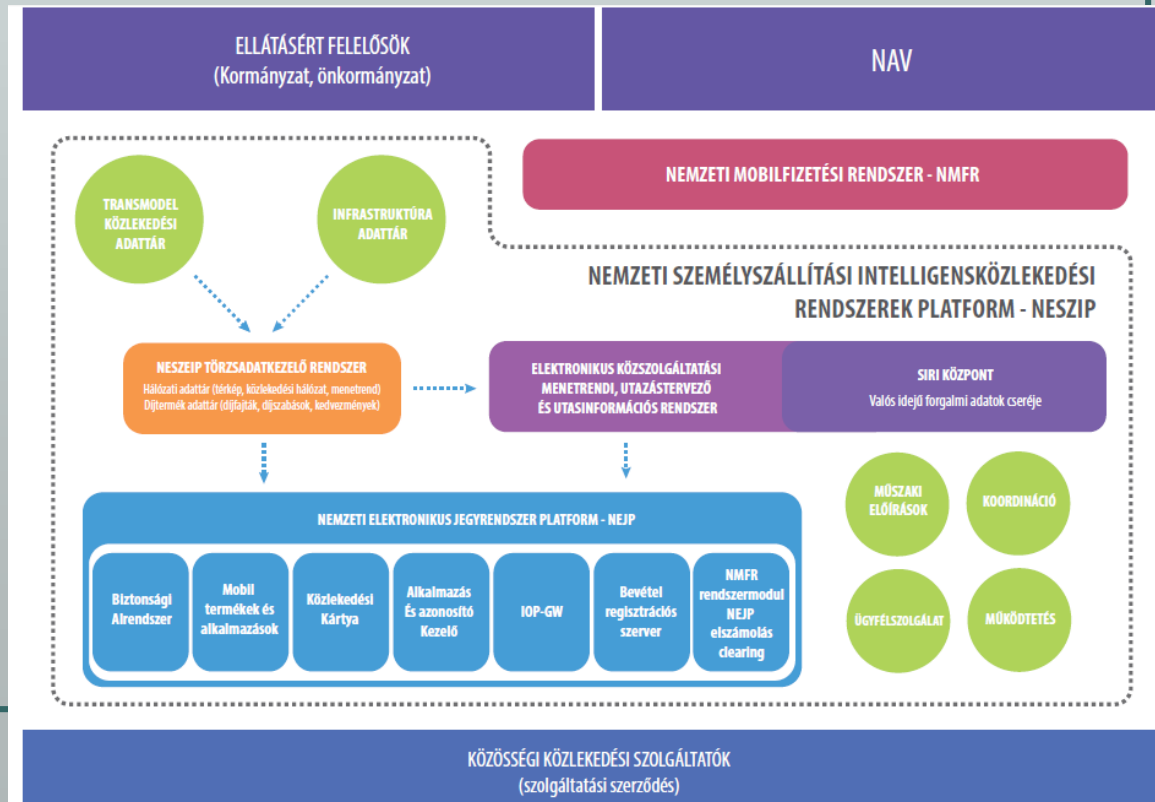 ELLÁTÁSÉRT FELELŐSÖK
(Kormányzat, önkormányzat)
NAV
NEMZETI MOBILFIZETÉSI RENDSZER - NMFR
TRANSMODEL
KÖZLEKEDÉSI
ADATTÁR
INFRASTRUKTÚRA
ADATTÁR
NEMZETI SZEMÉLYSZÁLLÍTÁSI INTELLIGENSKÖZLEKEDÉSI
RENDSZEREK PLATFORM - NESZIP
NESZEIP TÖRZSADATKEZELŐ RENDSZER
Hálózati adattár (térkép, közlekedési hálózat, menetrend)
Díjtermék adattár (díjfajták, díjszabások, kedvezmények)
ELEKTRONIKUS KÖZSZOLGÁLTATÁSI
MENETRENDI, UTAZÁSTERVEZŐ
ÉS UTASINFORMÁCIÓS RENDSZER
SIRI KÖZPONT
Valós idejű forgalmi adatok cseréje
NEMZETI ELEKTRONIKUS JEGYRENDSZER PLATFORM - NEJP
Biztonsági
Alrendszer
Mobil
termékek és
alkalmazások
Közlekedési
Kártya
Alkalmazás
És azonosító
Kezelő
IOP-GW
Bevétel
regisztrációs
szerver
NMFR
rendszermodul
NEJP
elszámolás
clearing
MŰSZAKI
ELŐÍRÁSOK
KOORDINÁCIÓ
ÜGYFÉLSZOLGÁLAT
MŰKÖDTETÉS
KÖZÖSSÉGI KÖZLEKEDÉSI SZOLGÁLTATÓK
(szolgáltatási szerződés)